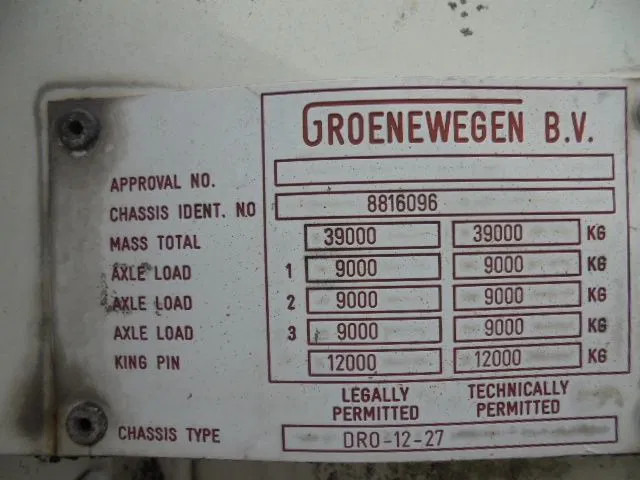 GROENEWEGEN B.V.
APPROVAL NO.
CHASSIS IDENT. NO 8816096
MASS TOTAL 39000 39000 KG
AXLE LOAD 1 9000 9000 KG
AXLE LOAD 2 9000 9000 KG
AXLE LOAD 3 9000 9000 KG
KING PIN 12000 12000 KG
LEGALLY PERMITTED TECHNICALLY PERMITTED
CHASSIS TYPE DRO-12-27